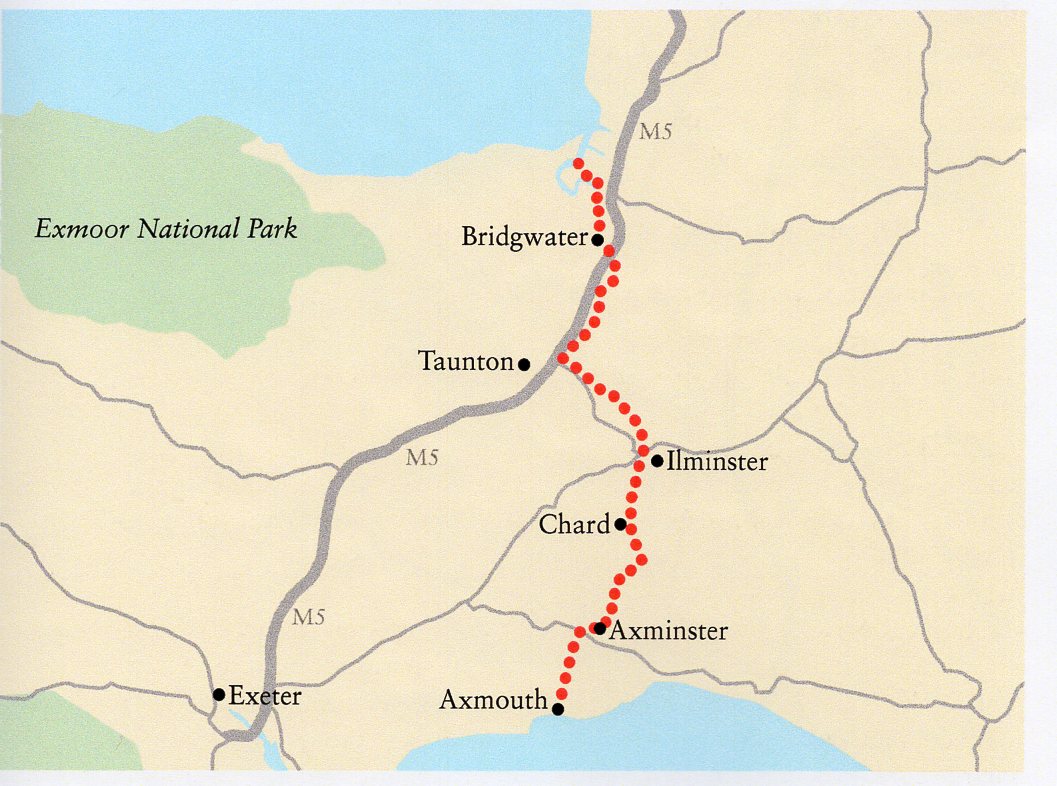 M5
Exmoor National Park
Bridgwater
Taunton
M5
Ilminster
Chard
M5
Axminster
Exeter
Axmouth